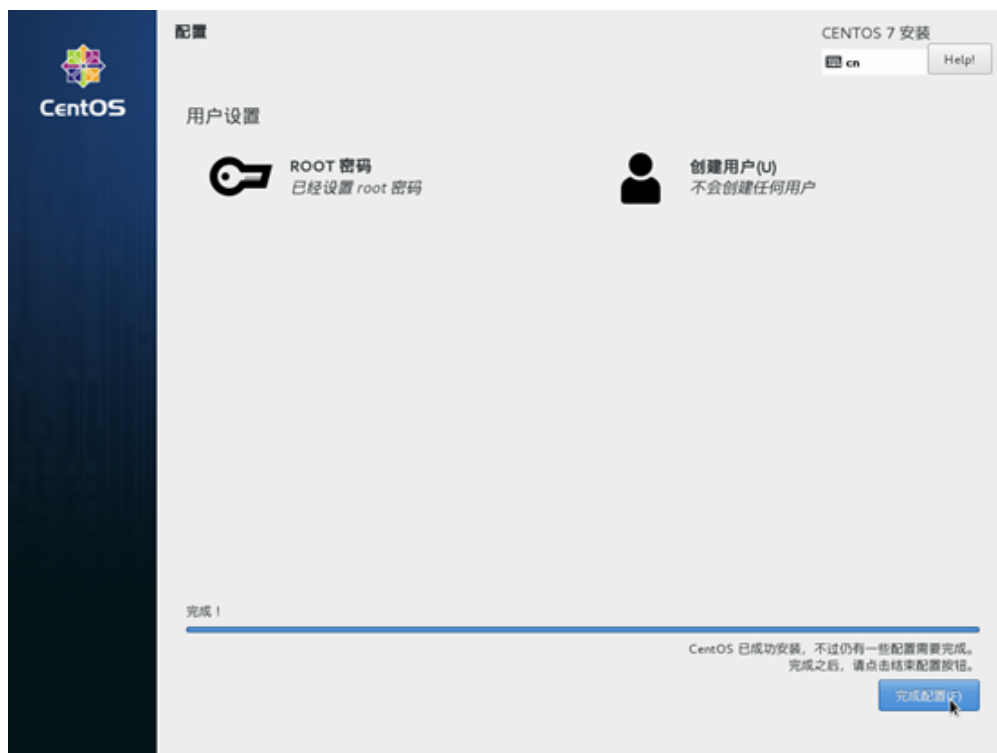 配置
CENTOS 7 安装
cn
Help!
CentOS
用户设置
ROOT 密码
已经设置 root 密码
创建用户(U)
不会创建任何用户
完成！
CentOS 已成功安装，不过仍有一些配置需要完成。
完成之后，请点击结束配置按钮。
完成配置(F)